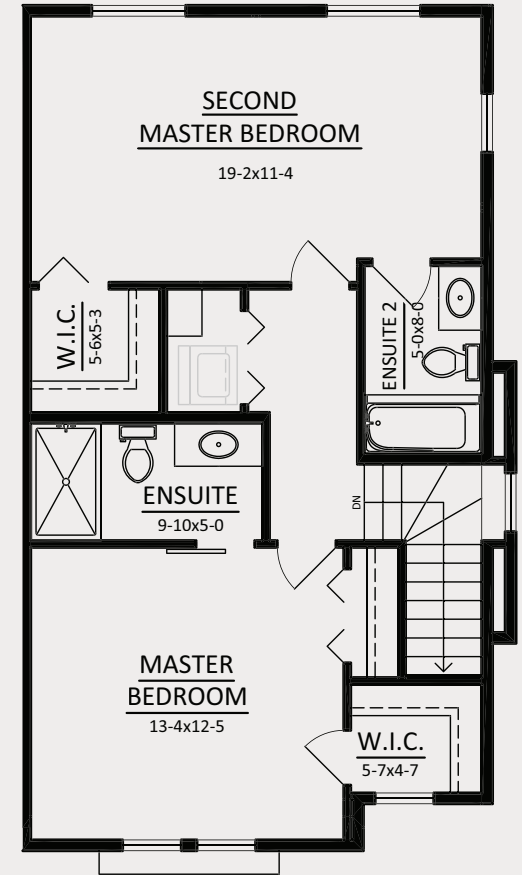 SECOND
MASTER BEDROOM
19-2x11-4
W.I.C.
5-6x5-3
ENSUITE 2
5-0x8-0
ENSUITE
9-10x5-0
DN
MASTER
BEDROOM
13-4x12-5
W.I.C.
5-7x4-7